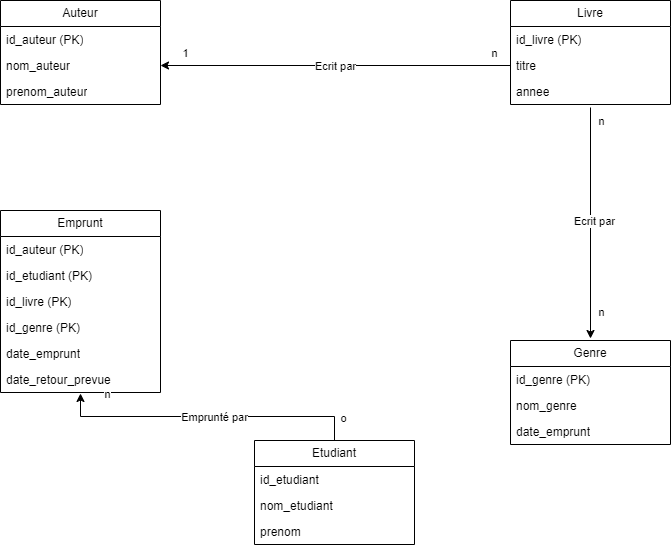 Auteur
id_auteur (PK)
nom_auteur
prenom_auteur
1
Ecrit par
n
Livre
id_livre (PK)
titre
annee
n
Ecrit par
n
Emprunt
id_auteur (PK)
id_etudiant (PK)
id_livre (PK)
id_genre (PK)
date_emprunt
date_retour_prevue
n
Emprunté par
o
Genre
id_genre (PK)
nom_genre
date_emprunt
Etudiant
id_etudiant
nom_etudiant
prenom